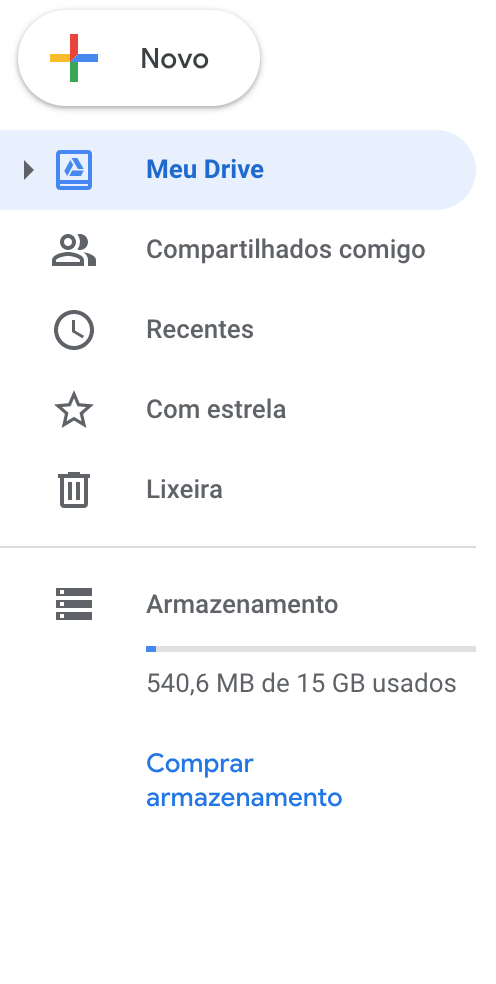 Novo
Meu Drive
Compartilhados comigo
Recentes
Com estrela
Lixeira
Armazenamento
540,6 MB de 15 GB usados
Comprar
armazenamento